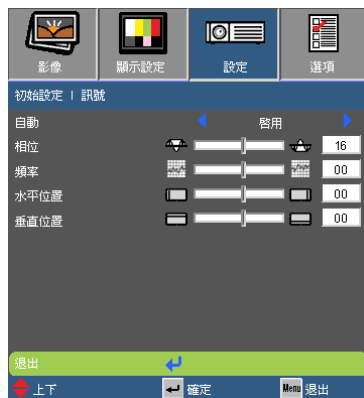 影像 顯示設定 設定 選項
初始設定 | 訊號
自動 啓用
相位 16
頻率 00
水平位置 00
垂直位置 00
退出
上下 確定 Menu 退出